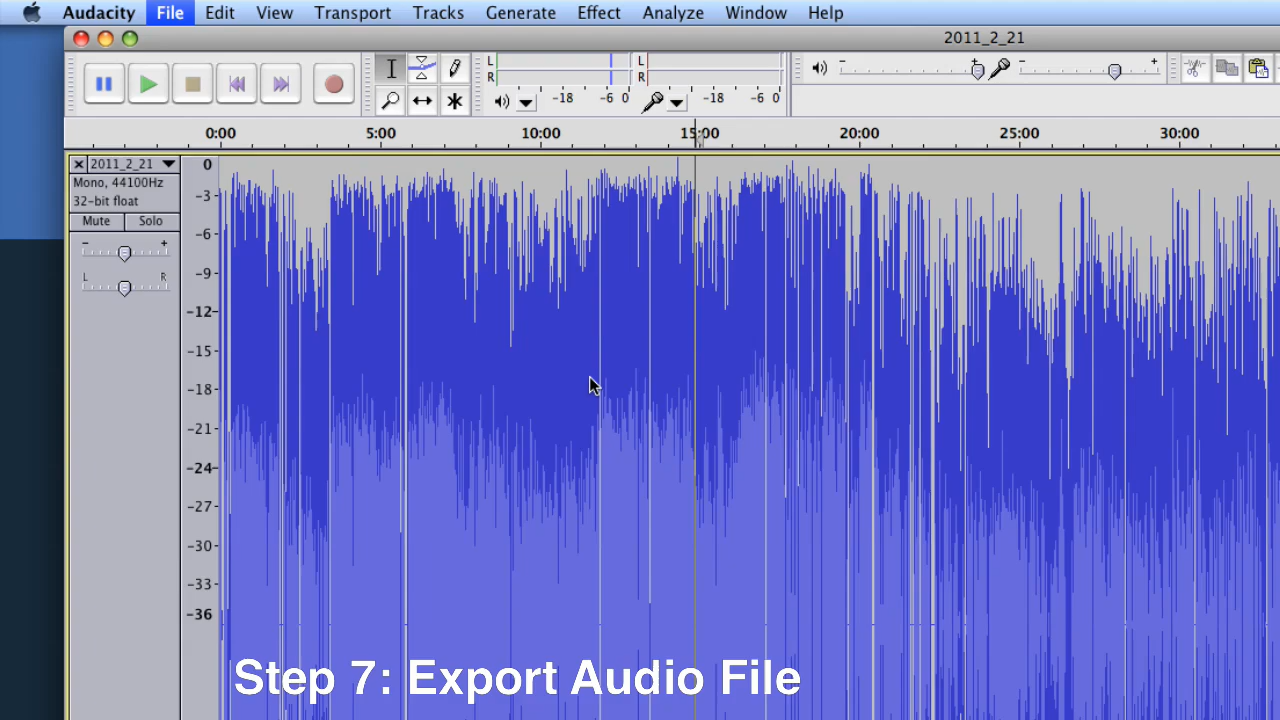 Audacity File Edit View Transport Tracks Generate Effect Analyze Window Help
2011_2_21
L L
R R
- + - +
-18 -6 0 -18 -6 0
0:00 5:00 10:00 15:00 20:00 25:00 30:00
2011_2_21
Mono, 44100Hz
32-bit float
Mute Solo
- +
L R
0
-3
-6
-9
-12
-15
-18
-21
-24
-27
-30
-33
-36
Step 7: Export Audio File